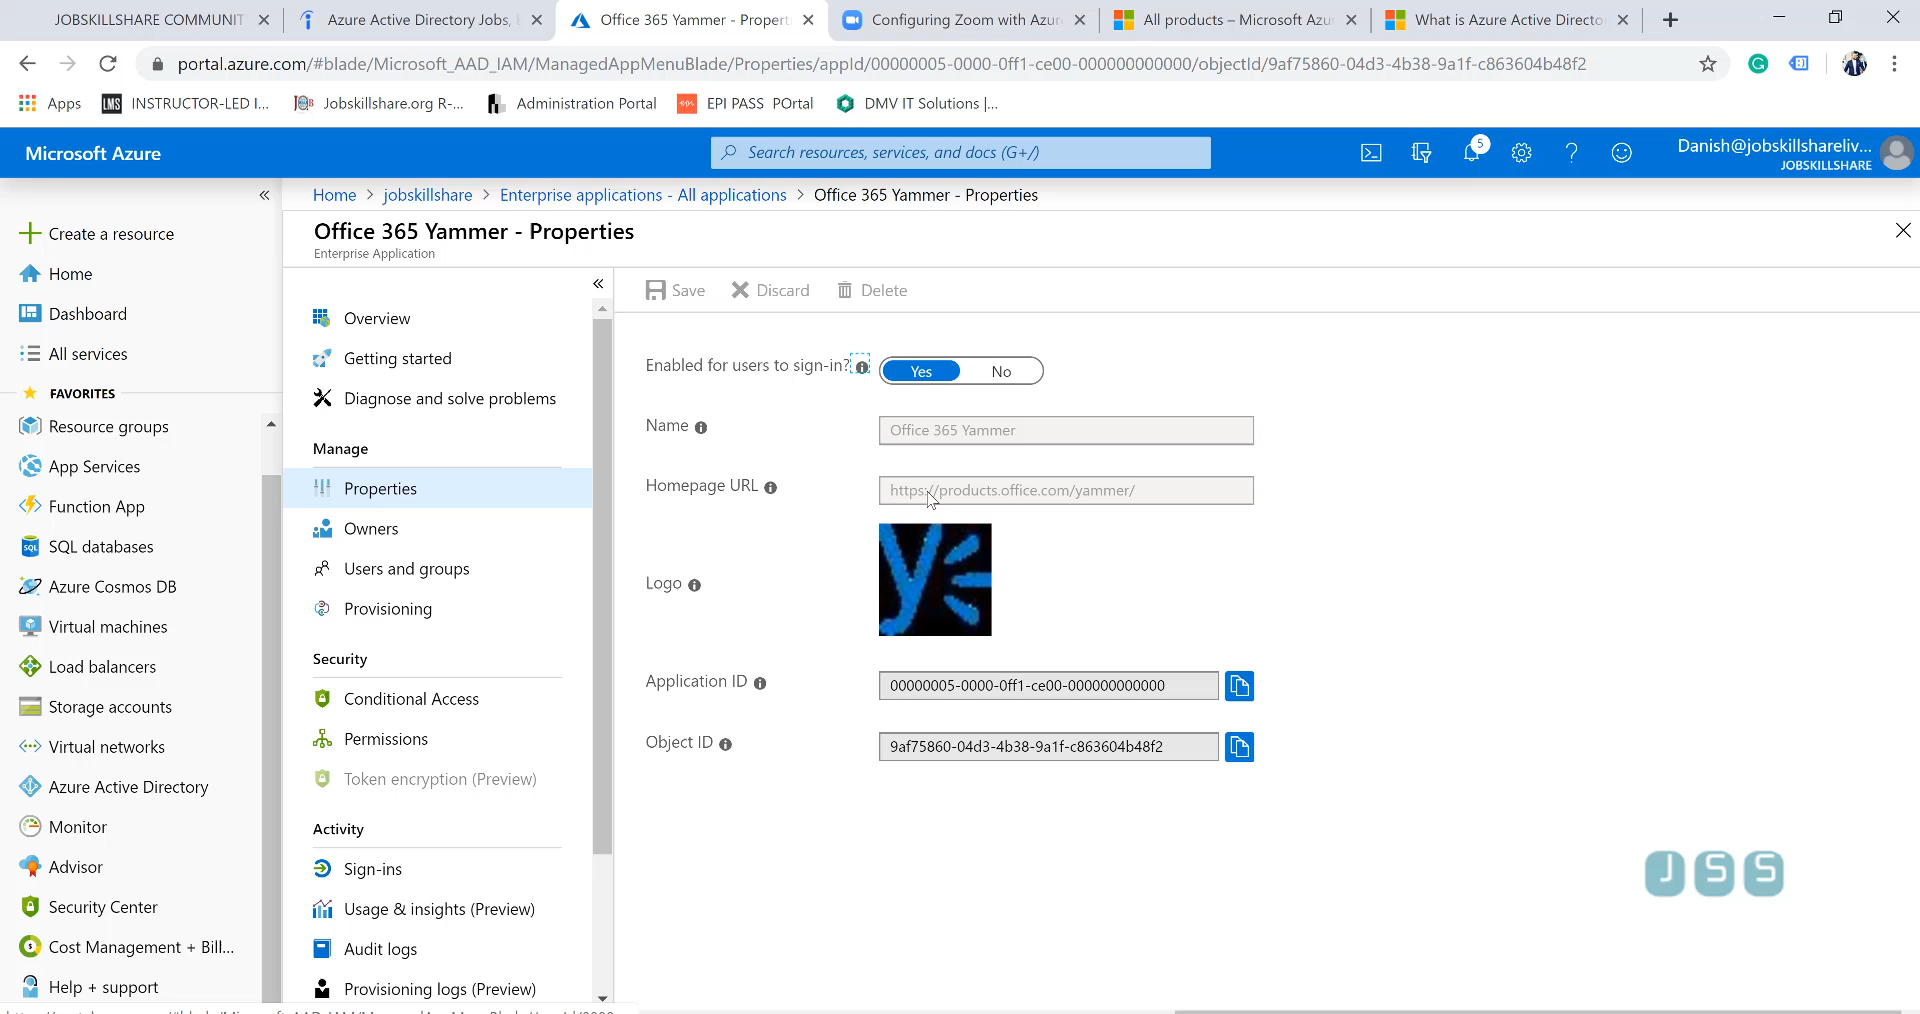 JOBSKILLSHARE COMMUNIT
Azure Active Directory Jobs,
Office 365 Yammer - Propert
Configuring Zoom with Azur
All products – Microsoft Azu
What is Azure Active Directo
portal.azure.com/#blade/Microsoft_AAD_IAM/ManagedAppMenuBlade/Properties/appId/00000005-0000-0ff1-ce00-000000000000/objectId/9af75860-04d3-4b38-9a1f-c863604b48f2
Apps
LMS
INSTRUCTOR-LED I...
Jobskillshare.org R-...
Administration Portal
EPI PASS POrtal
DMV IT Solutions |...
Microsoft Azure
Search resources, services, and docs (G+/)
5
Danish@jobskillshareliv...
JOBSKILLSHARE
Home > jobskillshare > Enterprise applications - All applications > Office 365 Yammer - Properties
Office 365 Yammer - Properties
Enterprise Application
Create a resource
Home
Dashboard
All services
FAVORITES
Resource groups
App Services
Function App
SQL databases
Azure Cosmos DB
Virtual machines
Load balancers
Storage accounts
Virtual networks
Azure Active Directory
Monitor
Advisor
Security Center
Cost Management + Bill...
Help + support
Overview
Getting started
Diagnose and solve problems
Manage
Properties
Owners
Users and groups
Provisioning
Security
Conditional Access
Permissions
Token encryption (Preview)
Activity
Sign-ins
Usage & insights (Preview)
Audit logs
Provisioning logs (Preview)
Save
Discard
Delete
Enabled for users to sign-in?
Yes
No
Name
Office 365 Yammer
Homepage URL
https://products.office.com/yammer/
Logo
Application ID
00000005-0000-0ff1-ce00-000000000000
Object ID
9af75860-04d3-4b38-9a1f-c863604b48f2
JSS